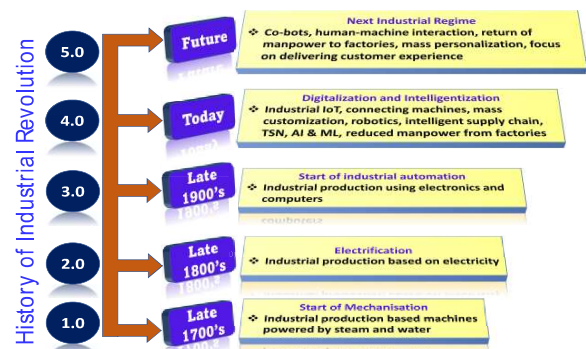 History of Industrial Revolution
5.0
Future
Next Industrial Regime
❖ Co-bots, human-machine interaction, return of
manpower to factories, mass personalization, focus
on delivering customer experience
4.0
Today
Digitalization and Intelligentization
❖ Industrial IoT, connecting machines, mass
customization, robotics, intelligent supply chain,
TSN, AI & ML, reduced manpower from factories
3.0
Late
1900's
Start of industrial automation
❖ Industrial production using electronics and
computers
2.0
Late
1800's
Electrification
❖ Industrial production based on electricity
1.0
Late
1700's
Start of Mechanisation
❖ Industrial production based machines
powered by steam and water